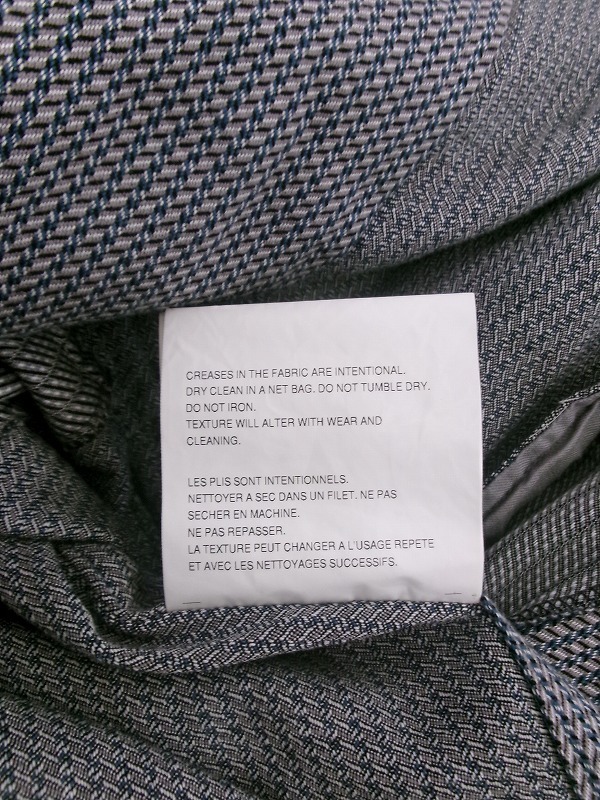 CREASES IN THE FABRIC ARE INTENTIONAL.
DRY CLEAN IN A NET BAG. DO NOT TUMBLE DRY.
DO NOT IRON.
TEXTURE WILL ALTER WITH WEAR AND
CLEANING.
LES PLIS SONT INTENTIONNELS.
NETTOYER A SEC DANS UN FILET. NE PAS
SECHER EN MACHINE.
NE PAS REPASSER.
LA TEXTURE PEUT CHANGER A L'USAGE REPETE
ET AVEC LES NETTOYAGES SUCCESSIFS.